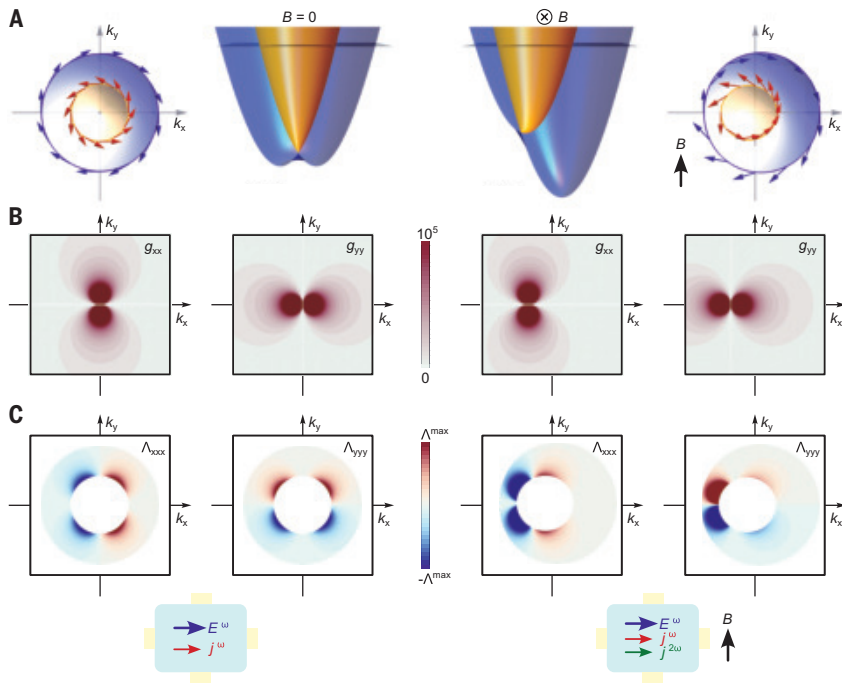 A
k_y
B = 0
⊗ B
k_y
k_x
k_x
B
B
k_y
k_y
k_y
k_y
g_xx
g_yy
10^5
g_xx
g_yy
k_x
k_x
k_x
k_x
0
C
k_y
k_y
k_y
k_y
Λ_xxx
Λ_yyy
Λ^max
Λ_xxx
Λ_yyy
k_x
k_x
k_x
k_x
-Λ^max
E^ω
j^ω
E^ω
j^ω
j^2ω
B